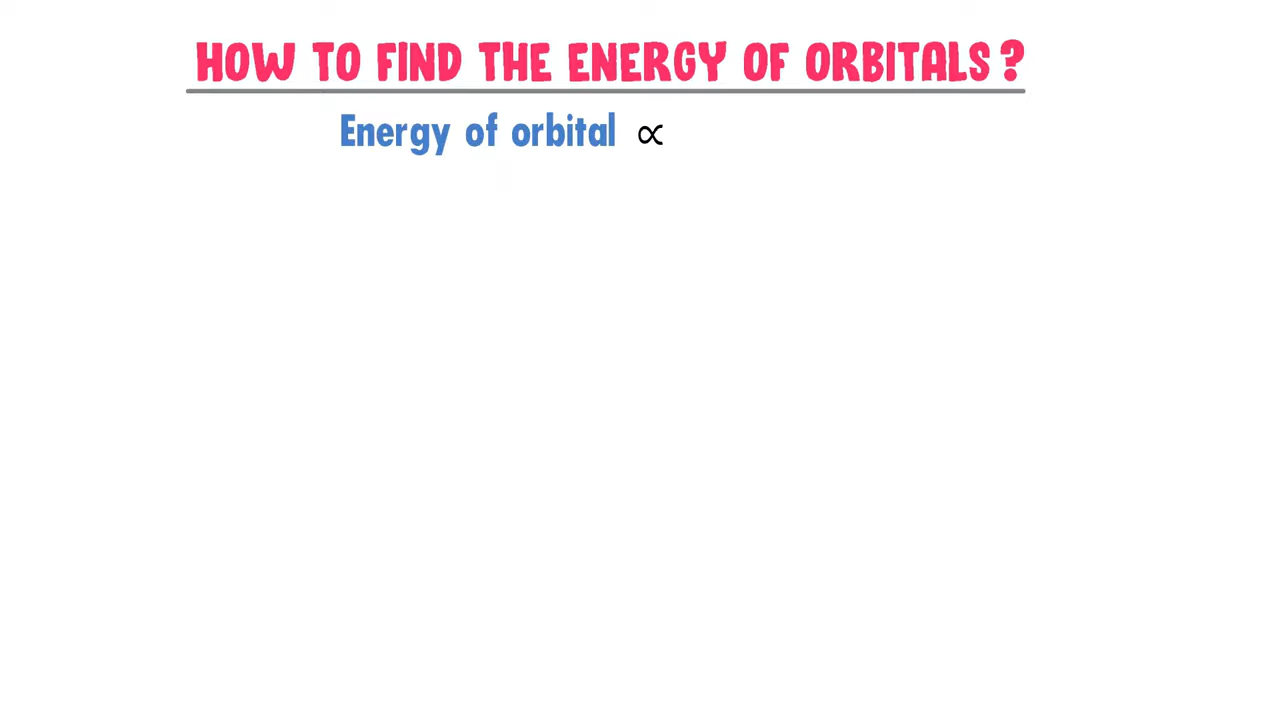 HOW TO FIND THE ENERGY OF ORBITALS?
Energy of orbital ∝